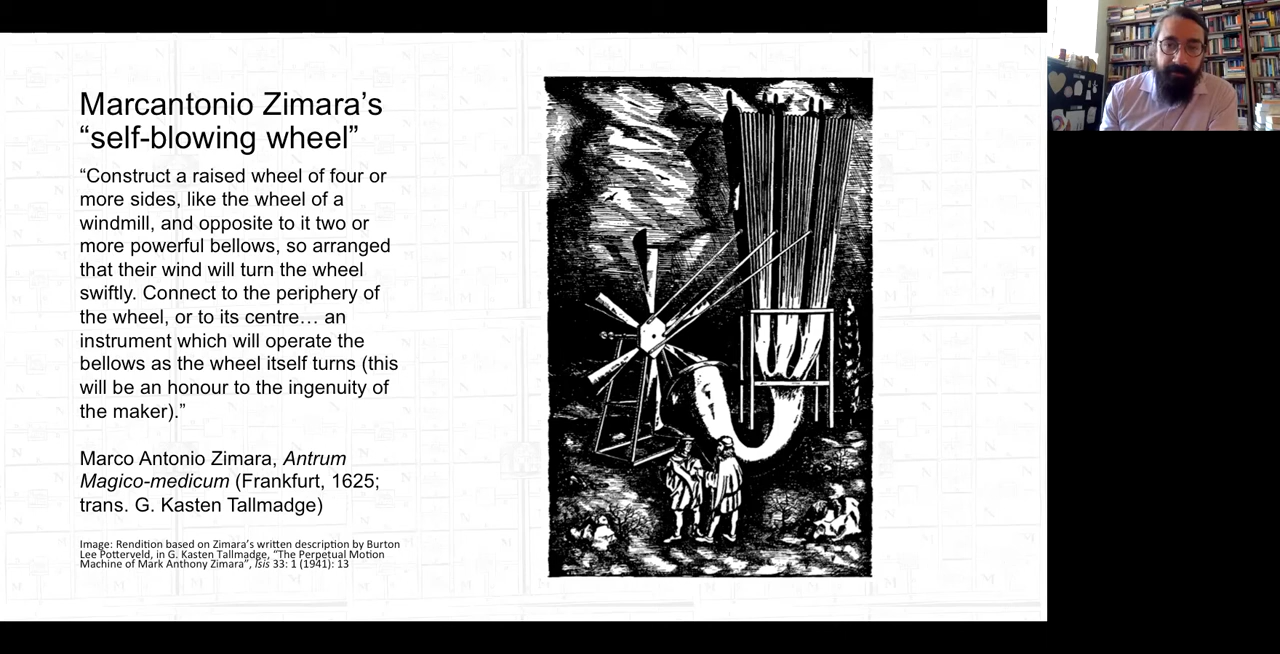 Marcantonio Zimara’s
“self-blowing wheel”
“Construct a raised wheel of four or
more sides, like the wheel of a
windmill, and opposite to it two or
more powerful bellows, so arranged
that their wind will turn the wheel
swiftly. Connect to the periphery of
the wheel, or to its centre… an
instrument which will operate the
bellows as the wheel itself turns (this
will be an honour to the ingenuity of
the maker).”
Marco Antonio Zimara, Antrum
Magico-medicum (Frankfurt, 1625;
trans. G. Kasten Tallmadge)
Image: Rendition based on Zimara’s written description by Burton
Lee Potterveld, in G. Kasten Tallmadge, “The Perpetual Motion
Machine of Mark Anthony Zimara”, Isis 33: 1 (1941): 13